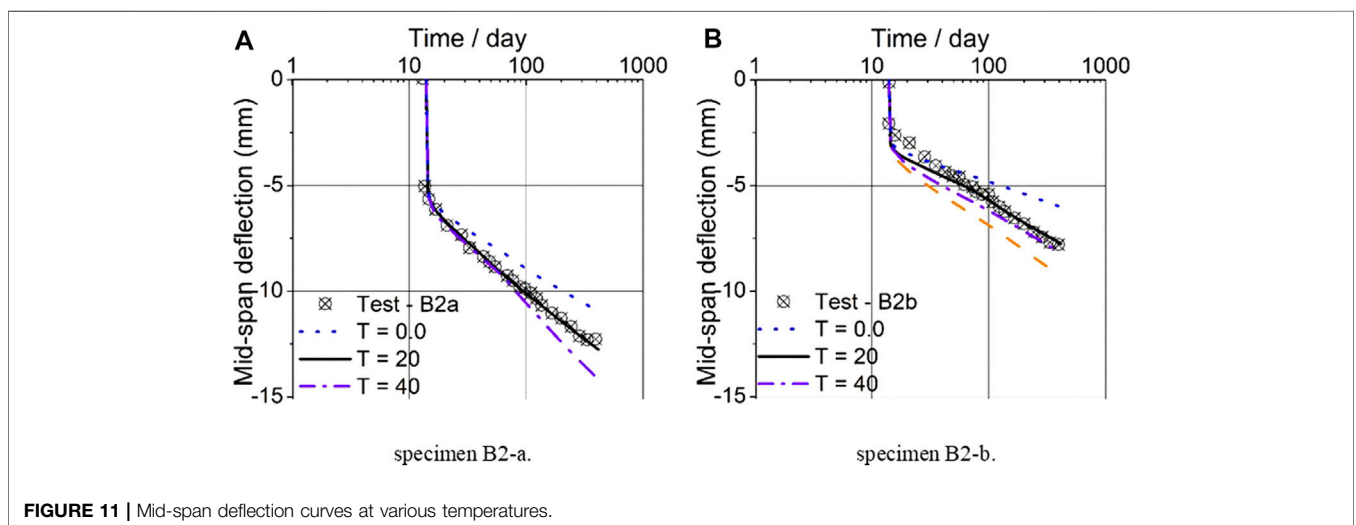 A
Time / day
1 10 100 1000
0
-5
-10
-15
Mid-span deflection (mm)
Test - B2a
T = 0.0
T = 20
T = 40
specimen B2-a.
B
Time / day
1 10 100 1000
0
-5
-10
-15
Mid-span deflection (mm)
Test - B2b
T = 0.0
T = 20
T = 40
specimen B2-b.
FIGURE 11 | Mid-span deflection curves at various temperatures.